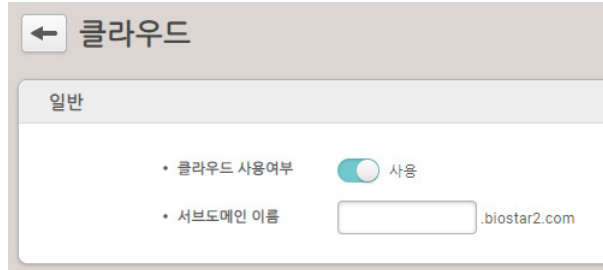 클라우드
일반
• 클라우드 사용여부 사용
• 서브도메인 이름 .biostar2.com